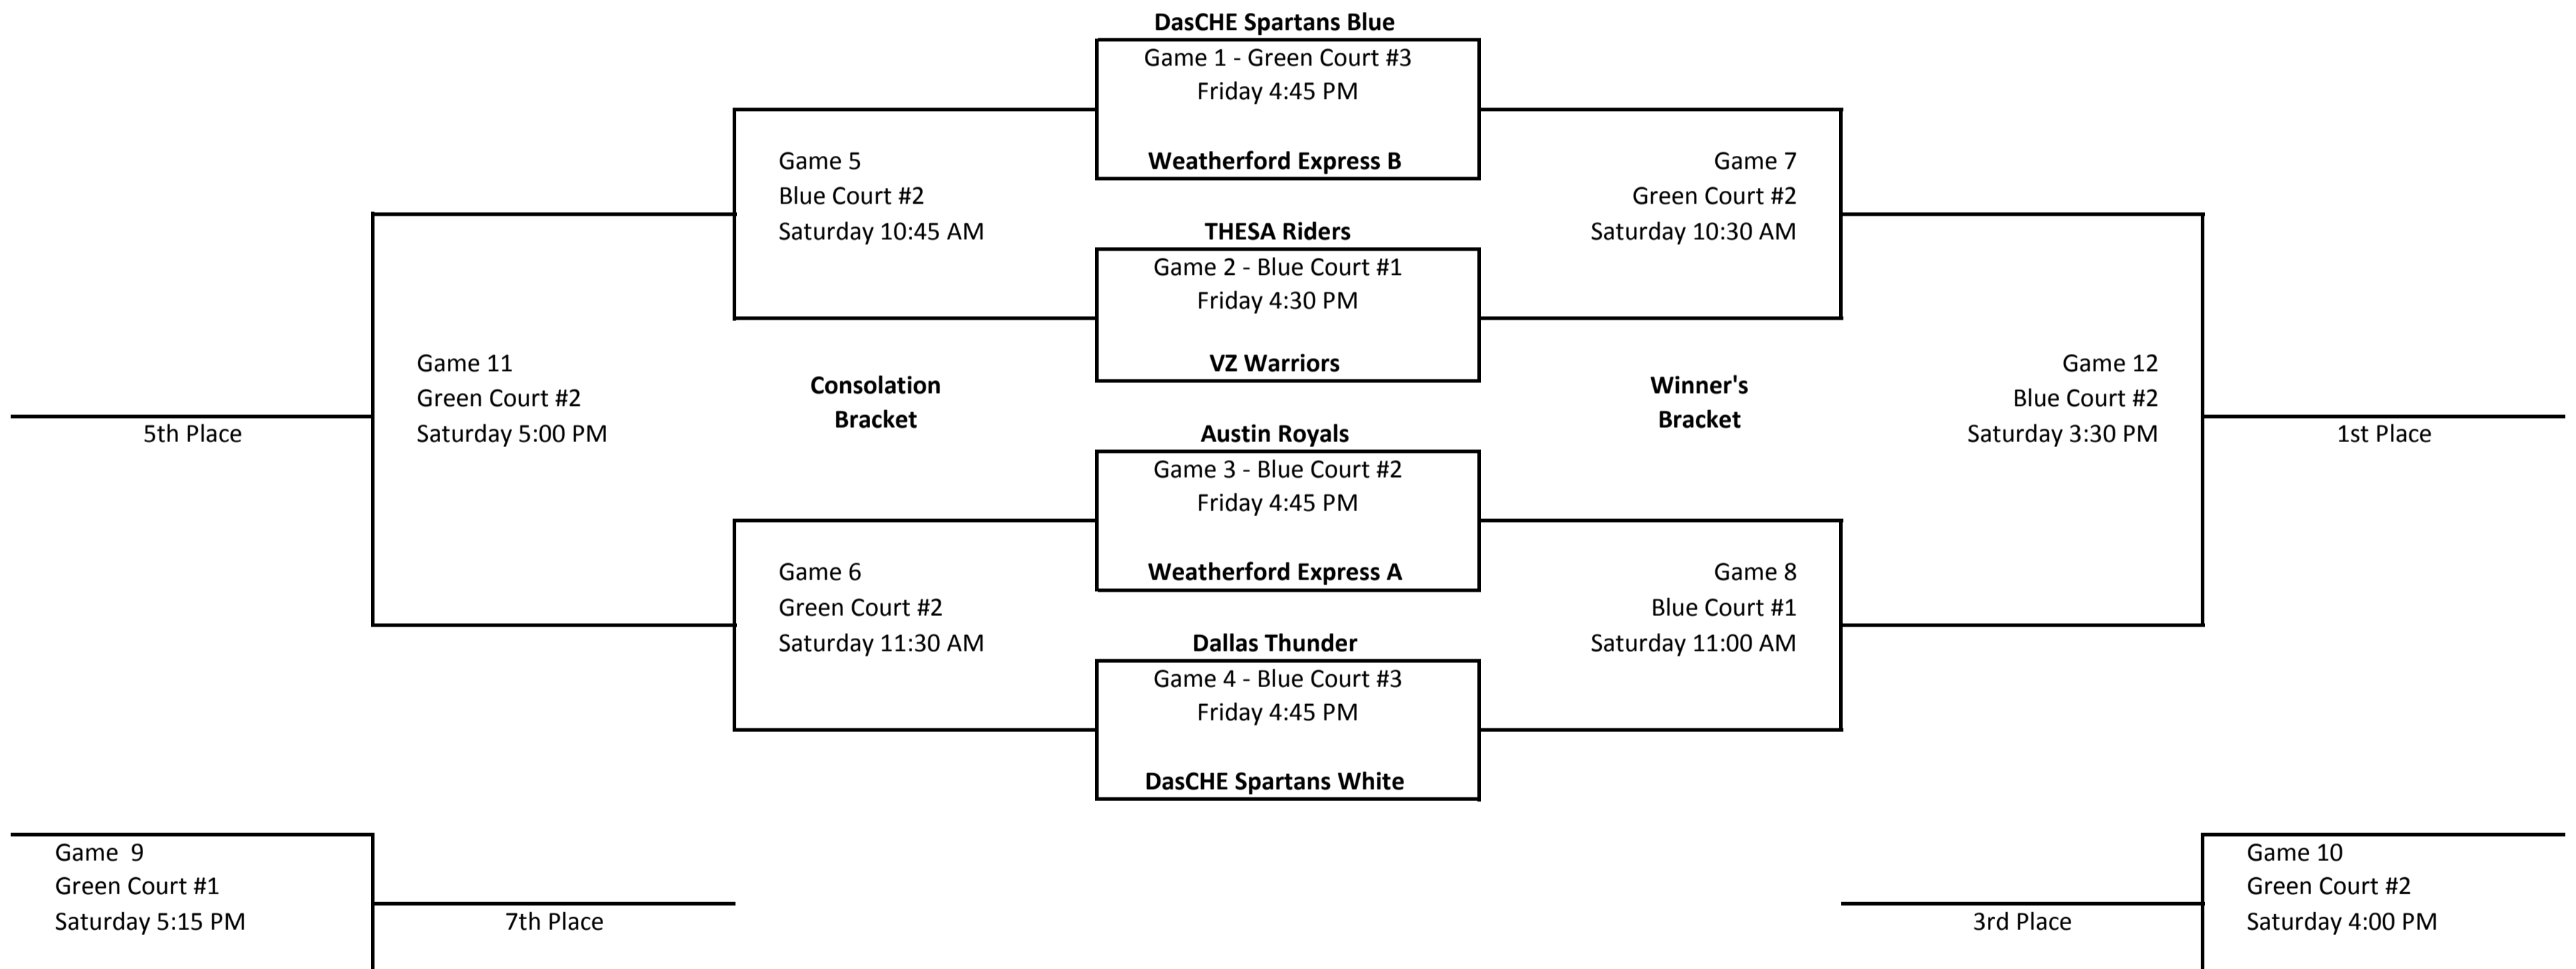 DasCHE Spartans Blue
Game 1 - Green Court #3
Friday 4:45 PM
Weatherford Express B
Game 5
Blue Court #2
Saturday 10:45 AM
Game 7
Green Court #2
Saturday 10:30 AM
THESA Riders
Game 2 - Blue Court #1
Friday 4:30 PM
VZ Warriors
Game 11
Green Court #2
Saturday 5:00 PM
5th Place
Consolation
Bracket
Winner's
Bracket
Game 12
Blue Court #2
Saturday 3:30 PM
1st Place
Austin Royals
Game 3 - Blue Court #2
Friday 4:45 PM
Weatherford Express A
Game 6
Green Court #2
Saturday 11:30 AM
Game 8
Blue Court #1
Saturday 11:00 AM
Dallas Thunder
Game 4 - Blue Court #3
Friday 4:45 PM
DasCHE Spartans White
Game 9
Green Court #1
Saturday 5:15 PM
7th Place
3rd Place
Game 10
Green Court #2
Saturday 4:00 PM